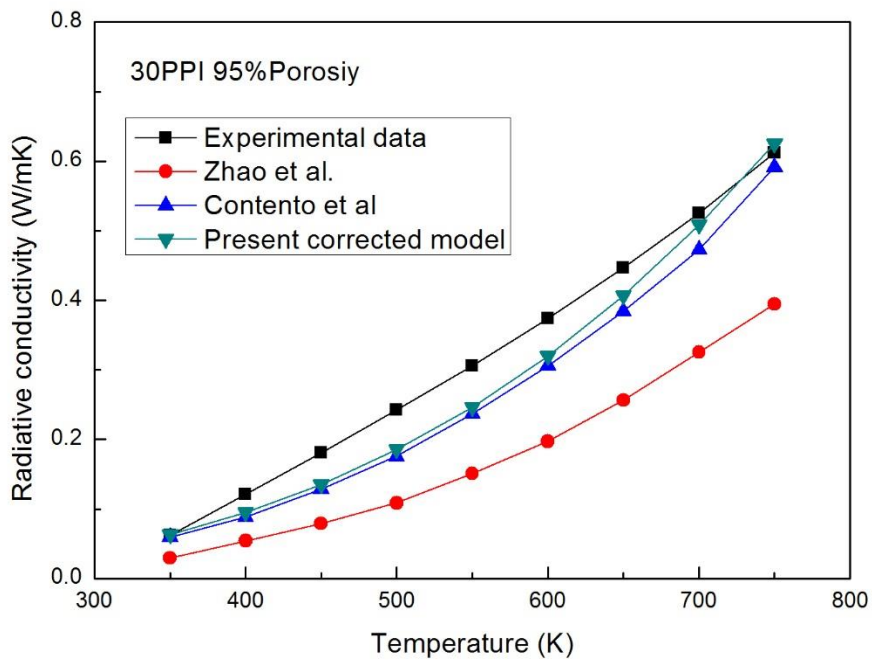 0.8
30PPI 95%Porosiy
Experimental data
Zhao et al.
Contento et al
Present corrected model
0.6
0.4
0.2
0.0
Radiative conductivity (W/mK)
300 400 500 600 700 800
Temperature (K)